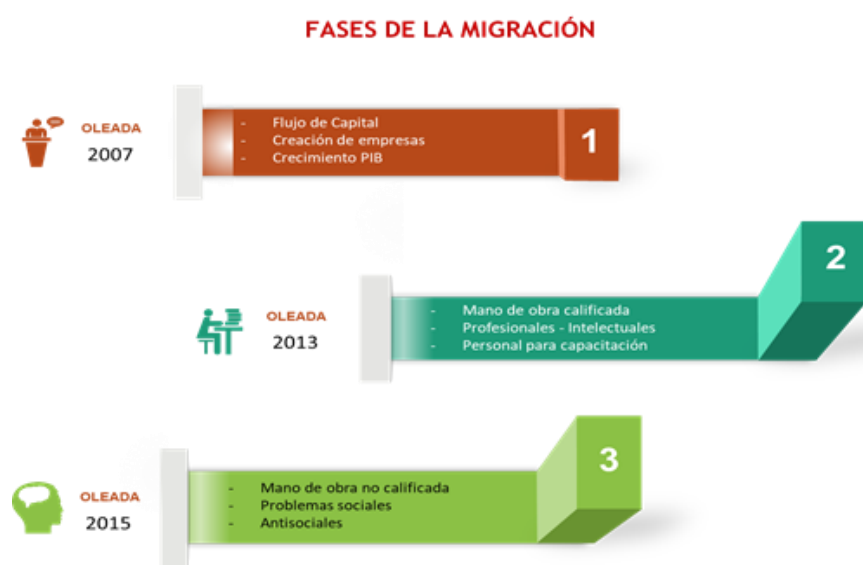 FASES DE LA MIGRACIÓN
OLEADA
2007
- Flujo de Capital
- Creación de empresas
- Crecimiento PIB
1
OLEADA
2013
- Mano de obra calificada
- Profesionales - Intelectuales
- Personal para capacitación
2
OLEADA
2015
- Mano de obra no calificada
- Problemas sociales
- Antisociales
3